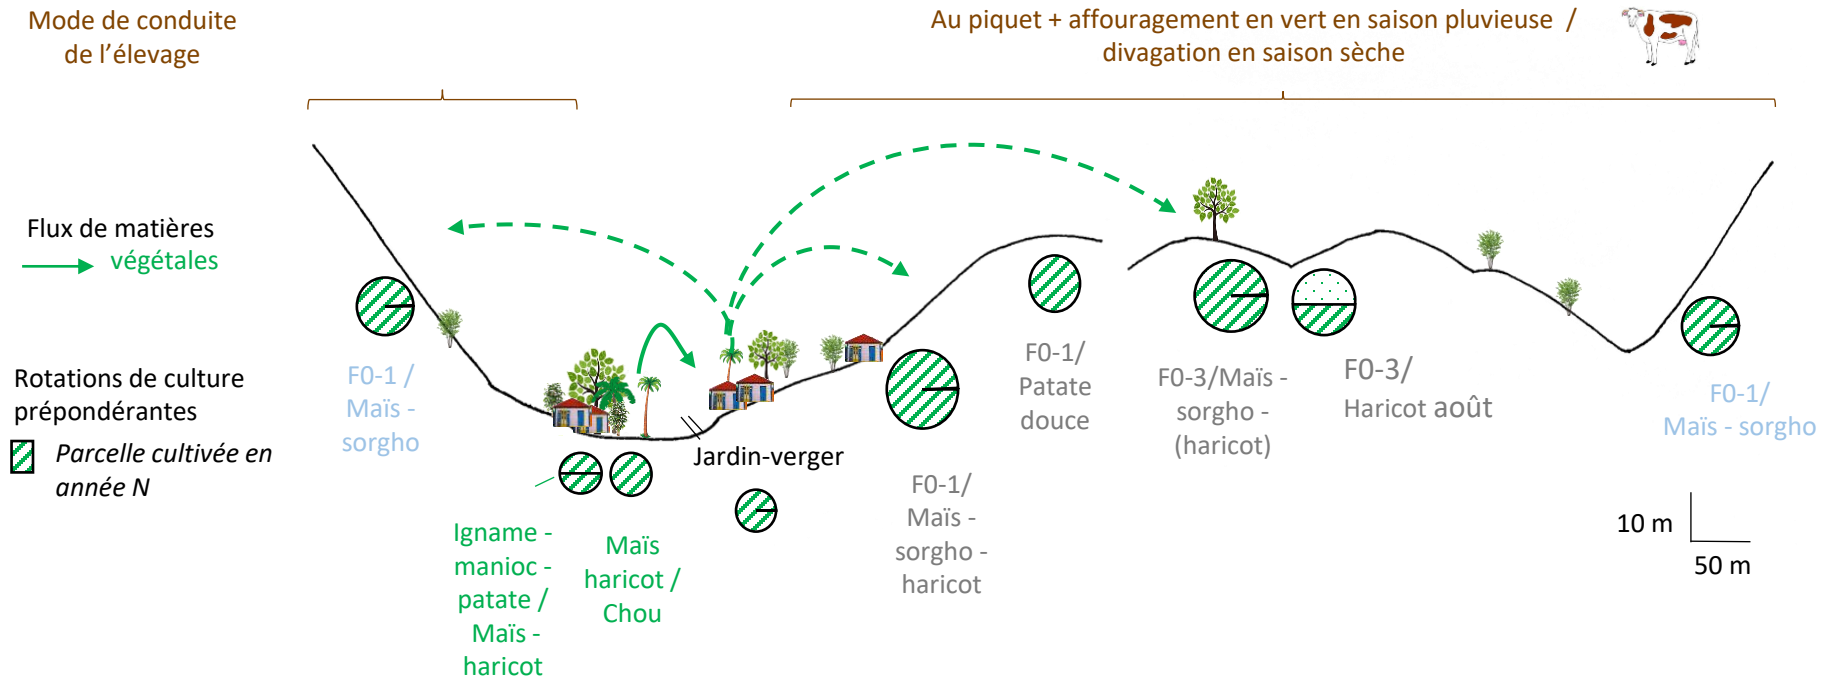 Mode de conduite
de l’élevage
Au piquet + affouragement en vert en saison pluvieuse /
divagation en saison sèche
Flux de matières
végétales
Rotations de culture
prépondérantes
Parcelle cultivée en
année N
F0-1 /
Maïs -
sorgho
Igname -
manioc -
patate /
Maïs -
haricot
Maïs
haricot /
Chou
Jardin-verger
F0-1/
Maïs -
sorgho -
haricot
F0-1/
Patate
douce
F0-3/Maïs -
sorgho -
(haricot)
F0-3/
Haricot août
F0-1/
Maïs - sorgho
10 m
50 m